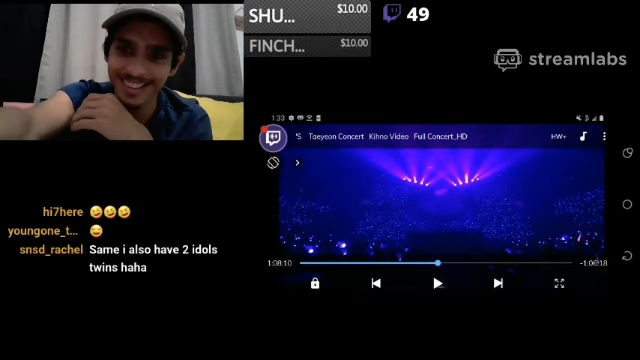 SHU... $10.00
FINCH... $10.00
49
streamlabs
1:33
'S Taeyeon Concert Kihno Video Full Concert_HD
HW+
hi7here 🤣🤣🤣
youngone_t... 😂
snsd_rachel Same i also have 2 idols
twins haha
1:08:10
-1:06:18